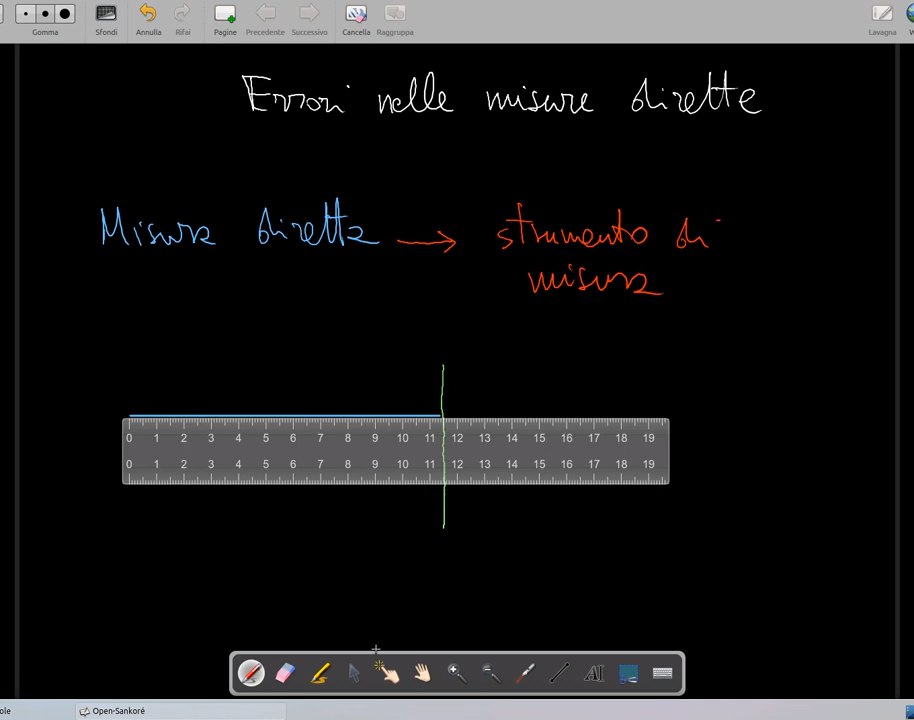 Gomma
Sfondi
Annulla
Rifai
Pagine
Precedente
Successivo
Cancella
Raggruppa
Lavagna
Errori nelle misure dirette
Misura diretta → strumento di
misura
0 1 2 3 4 5 6 7 8 9 10 11 12 13 14 15 16 17 18 19
0 1 2 3 4 5 6 7 8 9 10 11 12 13 14 15 16 17 18 19
AI
Open-Sankoré